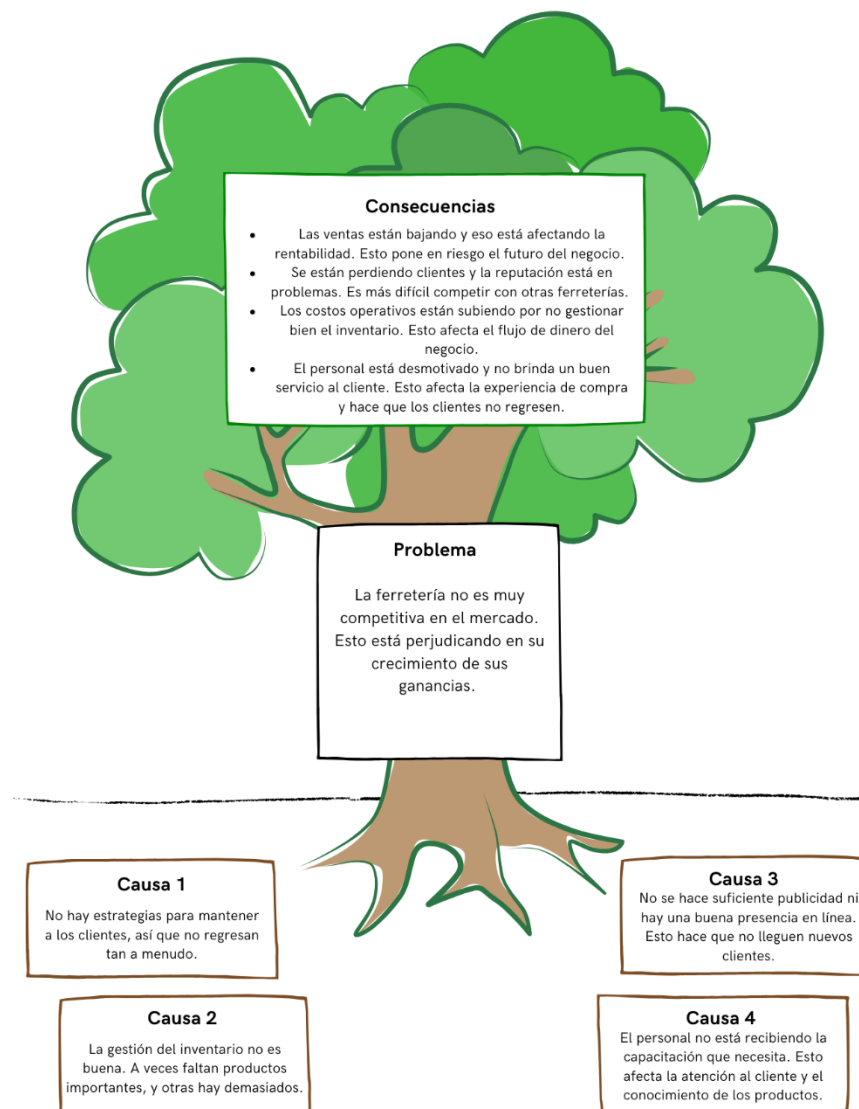 Consecuencias
• Las ventas están bajando y eso está afectando la
rentabilidad. Esto pone en riesgo el futuro del negocio.
• Se están perdiendo clientes y la reputación está en
problemas. Es más difícil competir con otras ferreterías.
• Los costos operativos están subiendo por no gestionar
bien el inventario. Esto afecta el flujo de dinero del
negocio.
• El personal está desmotivado y no brinda un buen
servicio al cliente. Esto afecta la experiencia de compra
y hace que los clientes no regresen.
Problema
La ferretería no es muy
competitiva en el mercado.
Esto está perjudicando en su
crecimiento de sus
ganancias.
Causa 1
No hay estrategias para mantener
a los clientes, así que no regresan
tan a menudo.
Causa 2
La gestión del inventario no es
buena. A veces faltan productos
importantes, y otras hay demasiados.
Causa 3
No se hace suficiente publicidad ni
hay una buena presencia en línea.
Esto hace que no lleguen nuevos
clientes.
Causa 4
El personal no está recibiendo la
capacitación que necesita. Esto
afecta la atención al cliente y el
conocimiento de los productos.